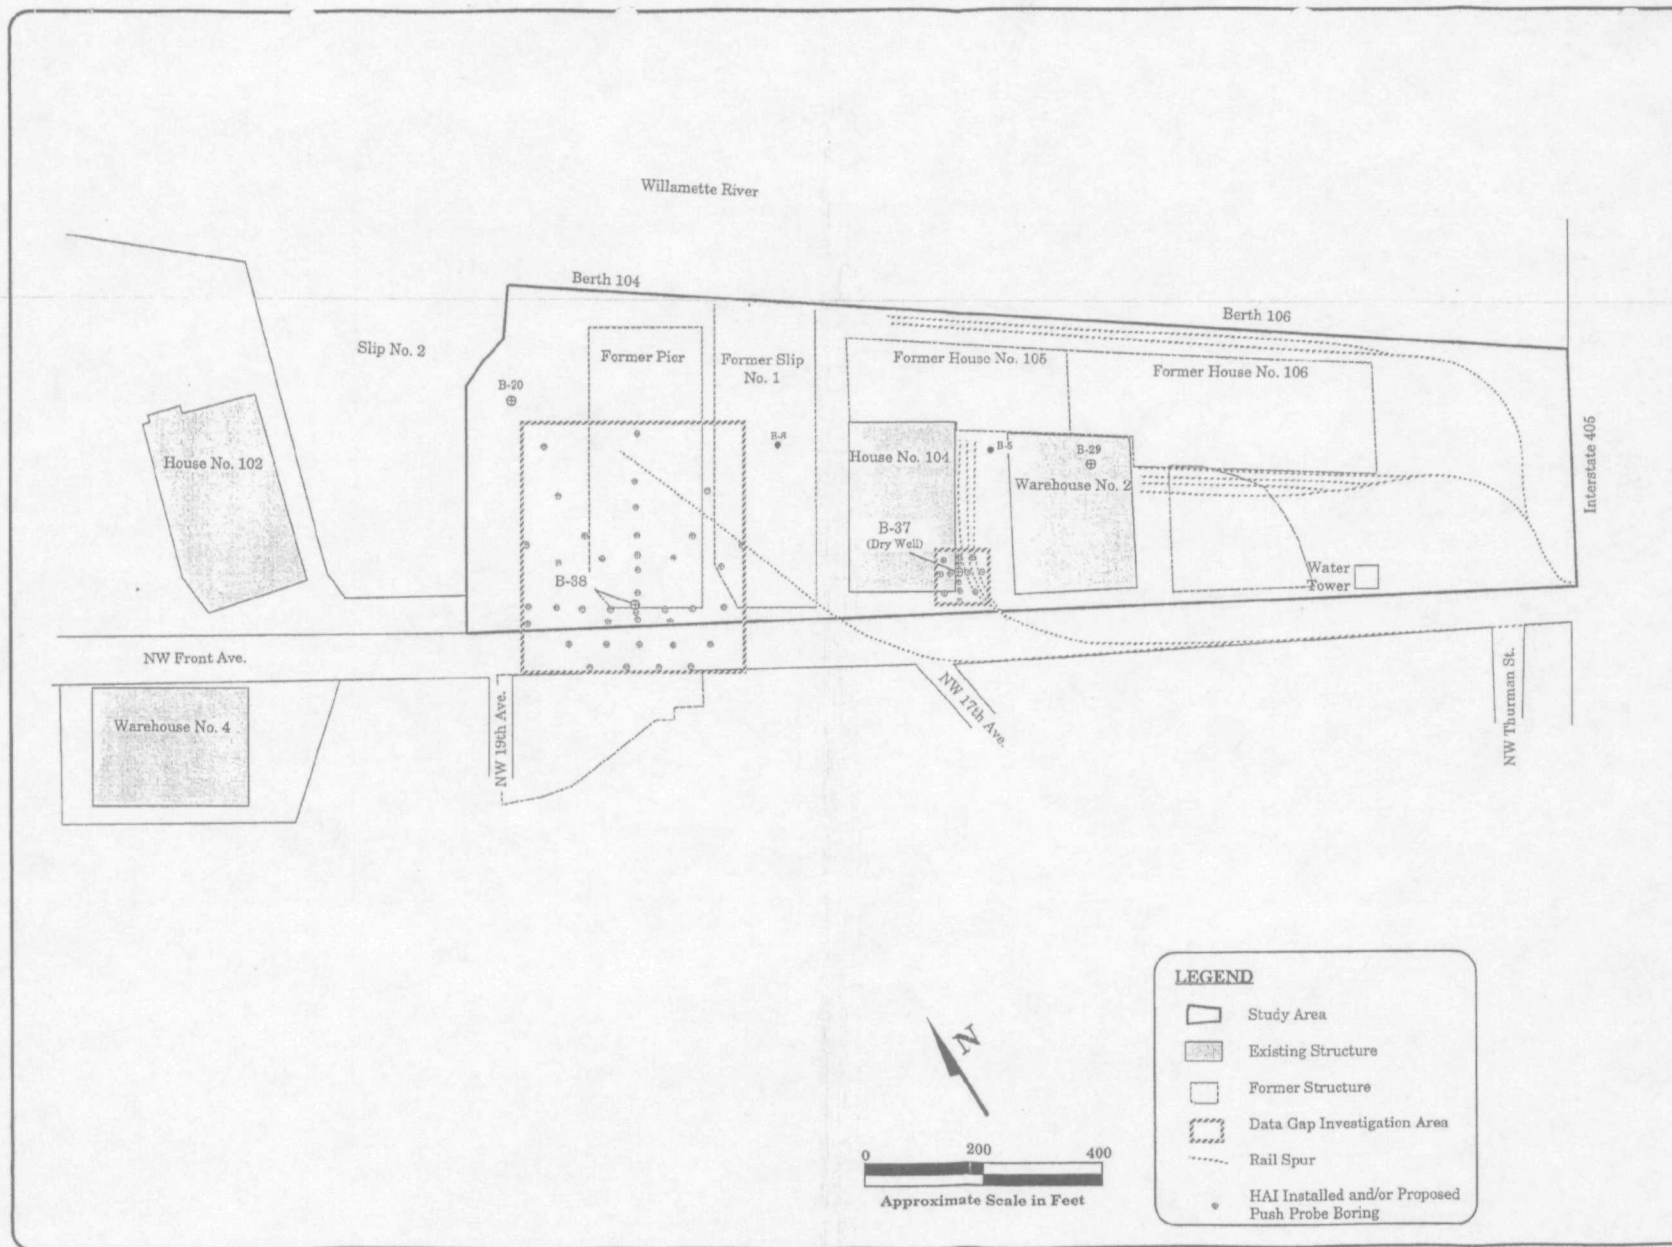 Willamette River
Berth 104
Berth 106
Slip No. 2
Former Pier
Former Slip
No. 1
Former House No. 105
Former House No. 106
B-20
B-8
B-5
B-29
House No. 102
House No. 104
Warehouse No. 2
Interstate 405
B-37
(Dry Well)
B-38
Water
Tower
NW Front Ave.
Warehouse No. 4
NW 19th Ave.
NW 17th Ave.
NW Thurman St.
LEGEND
Study Area
Existing Structure
Former Structure
Data Gap Investigation Area
Rail Spur
HAI Installed and/or Proposed
Push Probe Boring
N
0 200 400
Approximate Scale in Feet